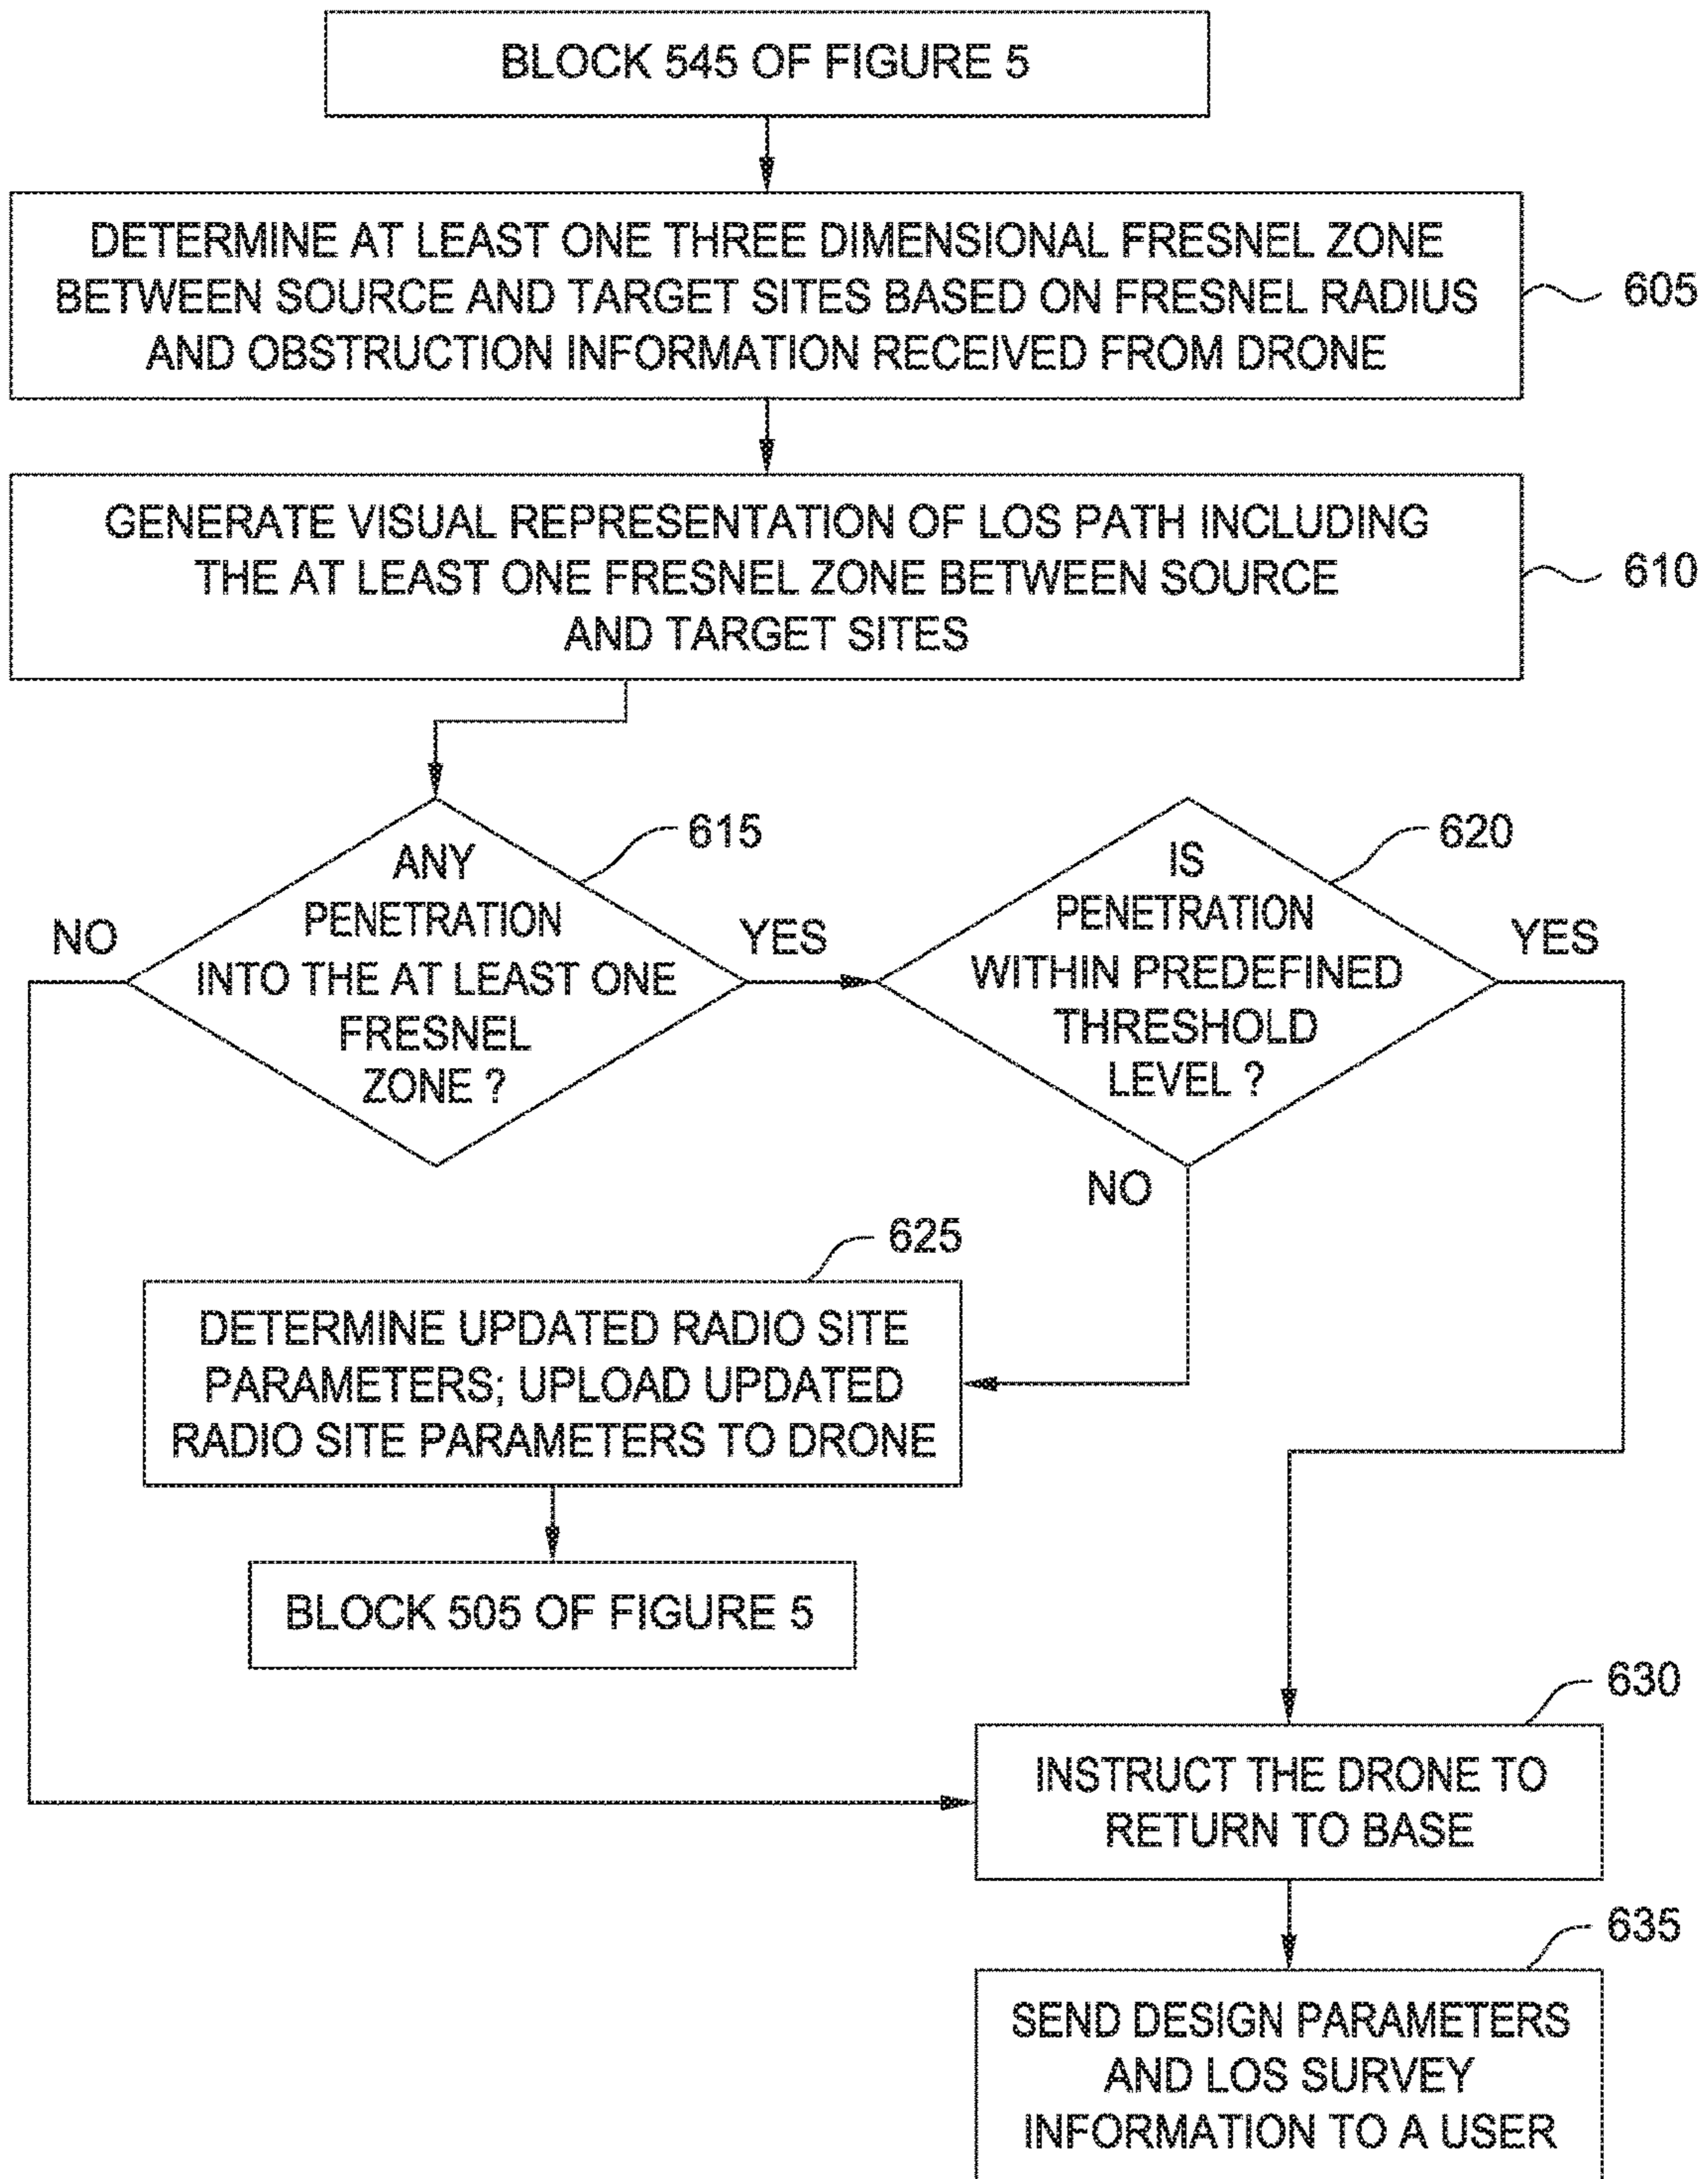 BLOCK 545 OF FIGURE 5
DETERMINE AT LEAST ONE THREE DIMENSIONAL FRESNEL ZONE
BETWEEN SOURCE AND TARGET SITES BASED ON FRESNEL RADIUS
AND OBSTRUCTION INFORMATION RECEIVED FROM DRONE
605
GENERATE VISUAL REPRESENTATION OF LOS PATH INCLUDING
THE AT LEAST ONE FRESNEL ZONE BETWEEN SOURCE
AND TARGET SITES
610
615
ANY
PENETRATION
INTO THE AT LEAST ONE
FRESNEL
ZONE ?
NO
YES
620
IS
PENETRATION
WITHIN PREDEFINED
THRESHOLD
LEVEL ?
YES
NO
625
DETERMINE UPDATED RADIO SITE
PARAMETERS; UPLOAD UPDATED
RADIO SITE PARAMETERS TO DRONE
BLOCK 505 OF FIGURE 5
630
INSTRUCT THE DRONE TO
RETURN TO BASE
635
SEND DESIGN PARAMETERS
AND LOS SURVEY
INFORMATION TO A USER